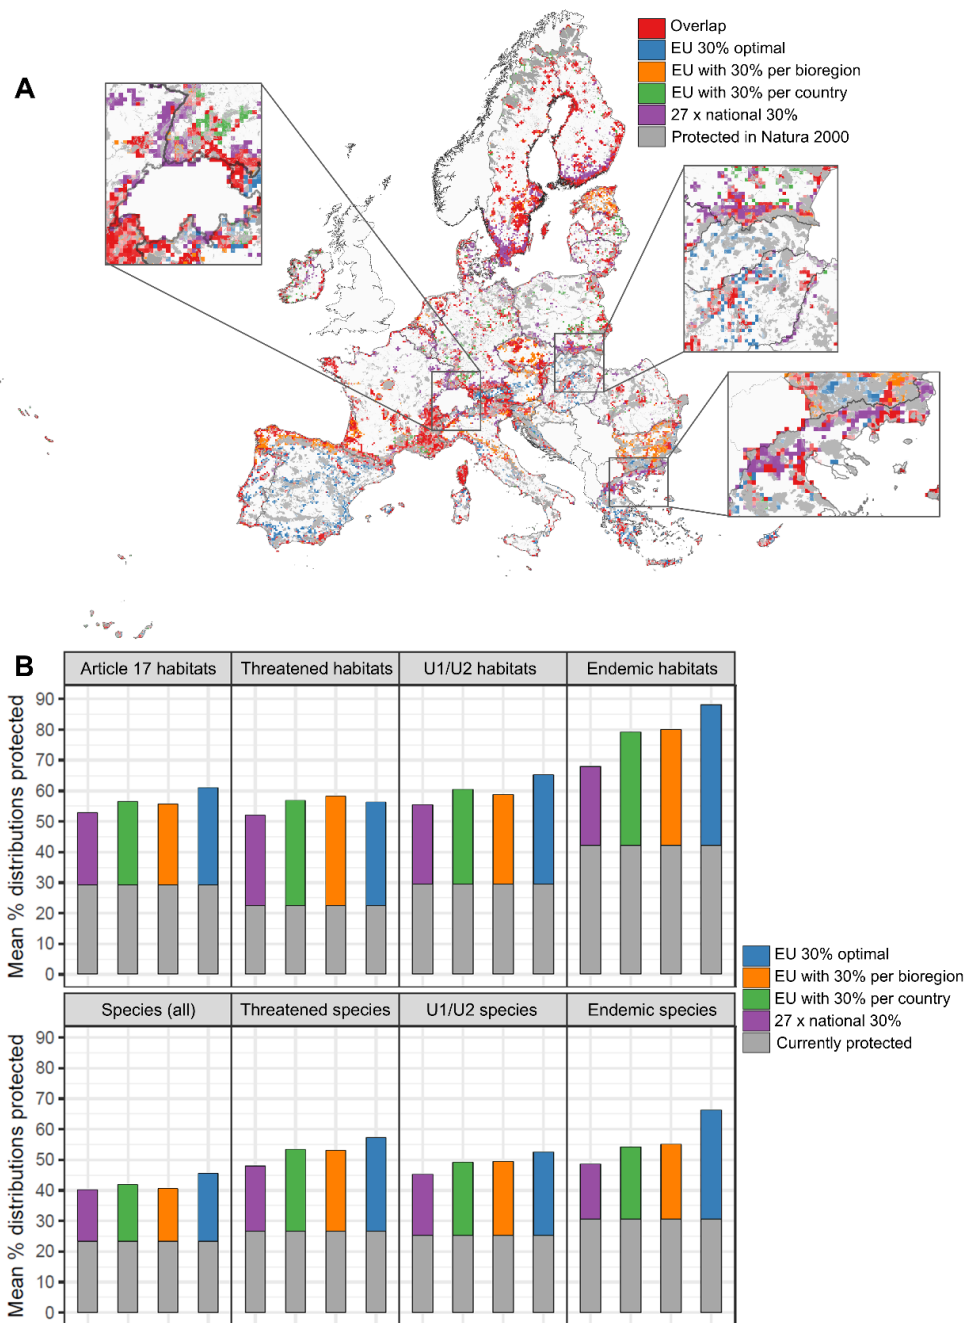 A
Overlap
EU 30% optimal
EU with 30% per bioregion
EU with 30% per country
27 x national 30%
Protected in Natura 2000
B
Article 17 habitats
Threatened habitats
U1/U2 habitats
Endemic habitats
Mean % distributions protected
90
80
70
60
50
40
30
20
10
0
Species (all)
Threatened species
U1/U2 species
Endemic species
Mean % distributions protected
90
80
70
60
50
40
30
20
10
0
EU 30% optimal
EU with 30% per bioregion
EU with 30% per country
27 x national 30%
Currently protected